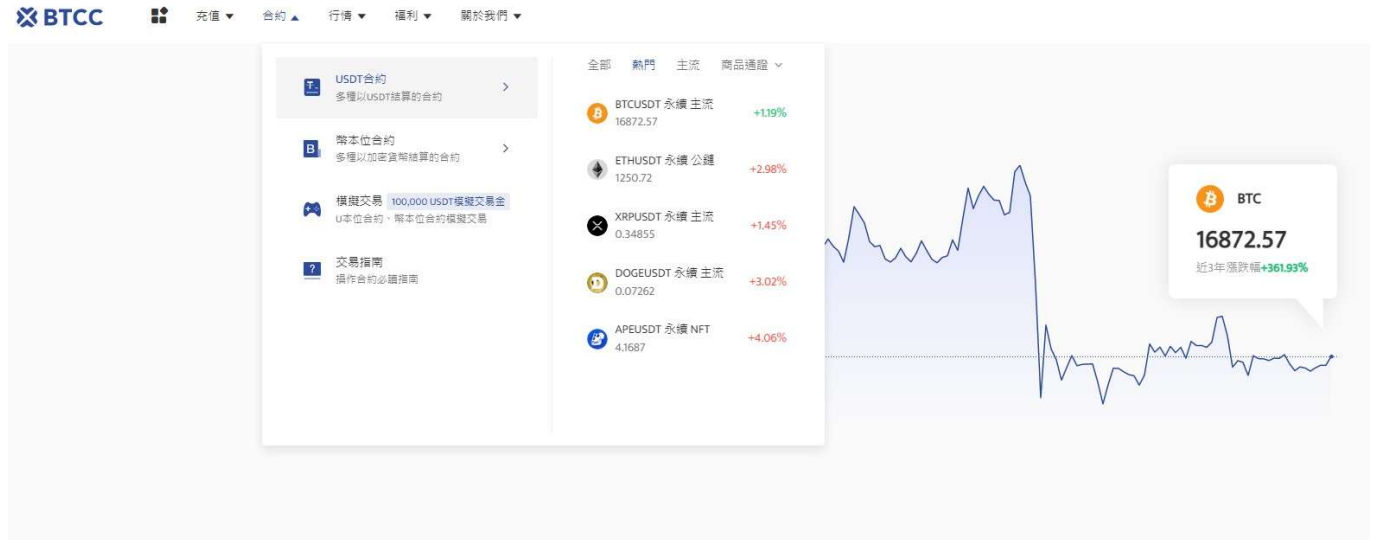 BTCC
充值 ▼ 合約 ▲ 行情 ▼ 福利 ▼ 關於我們 ▼
USDT合約
多種以USDT結算的合約
幣本位合約
多種以加密貨幣結算的合約
模擬交易 100,000 USDT模擬交易金
U本位合約、幣本位合約模擬交易
交易指南
操作合約必讀指南
全部 熱門 主流 商品通證
BTCUSDT 永續 主流
16872.57
+1.19%
ETHUSDT 永續 公鏈
1250.72
+2.98%
XRPUSDT 永續 主流
0.34855
+1.45%
DOGEUSDT 永續 主流
0.07262
+3.02%
APEUSDT 永續 NFT
4.1687
+4.06%
BTC
16872.57
近3年漲跌幅+361.93%